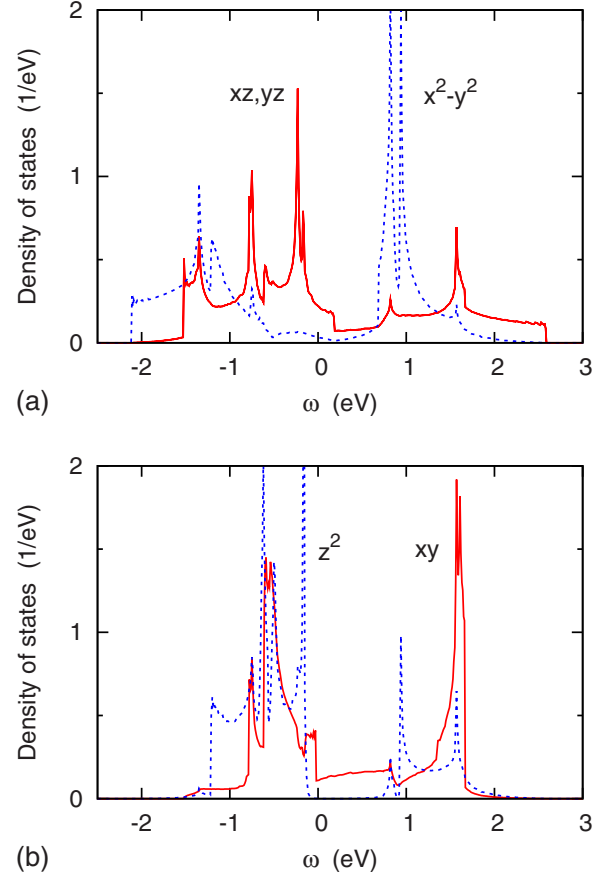 2
xz,yz
x²-y²
1
0
Density of states (1/eV)
-2 -1 0 1 2 3
(a)
ω (eV)
2
z²
xy
1
0
Density of states (1/eV)
-2 -1 0 1 2 3
(b)
ω (eV)